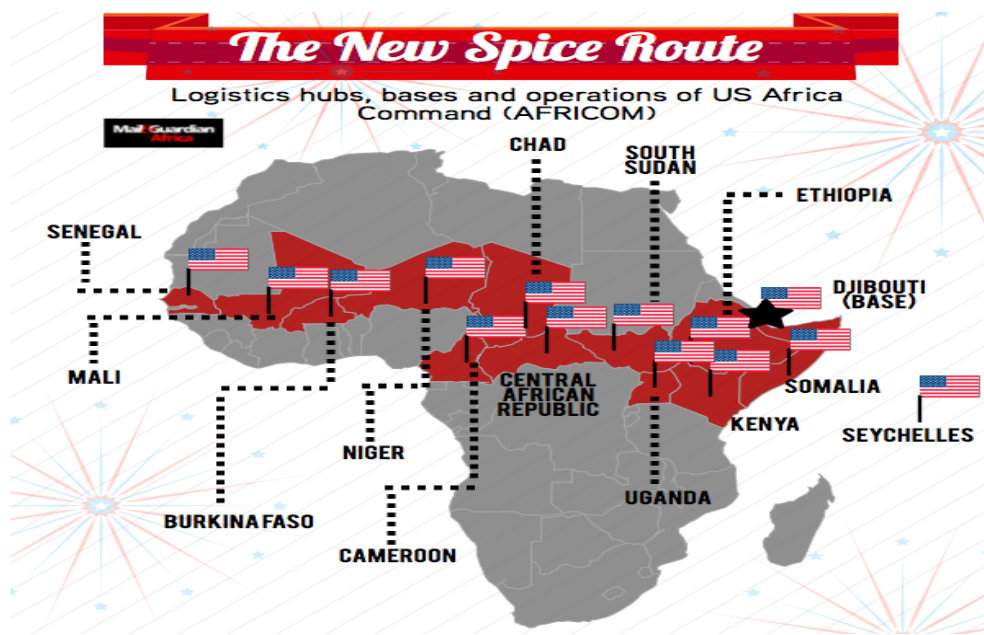 The New Spice Route
Logistics hubs, bases and operations of US Africa
Command (AFRICOM)
Mail&Guardian
Africa
CHAD
SOUTH
SUDAN
ETHIOPIA
SENEGAL
DJIBOUTI
(BASE)
MALI
CENTRAL
AFRICAN
REPUBLIC
SOMALIA
KENYA
SEYCHELLES
NIGER
UGANDA
BURKINA FASO
CAMEROON